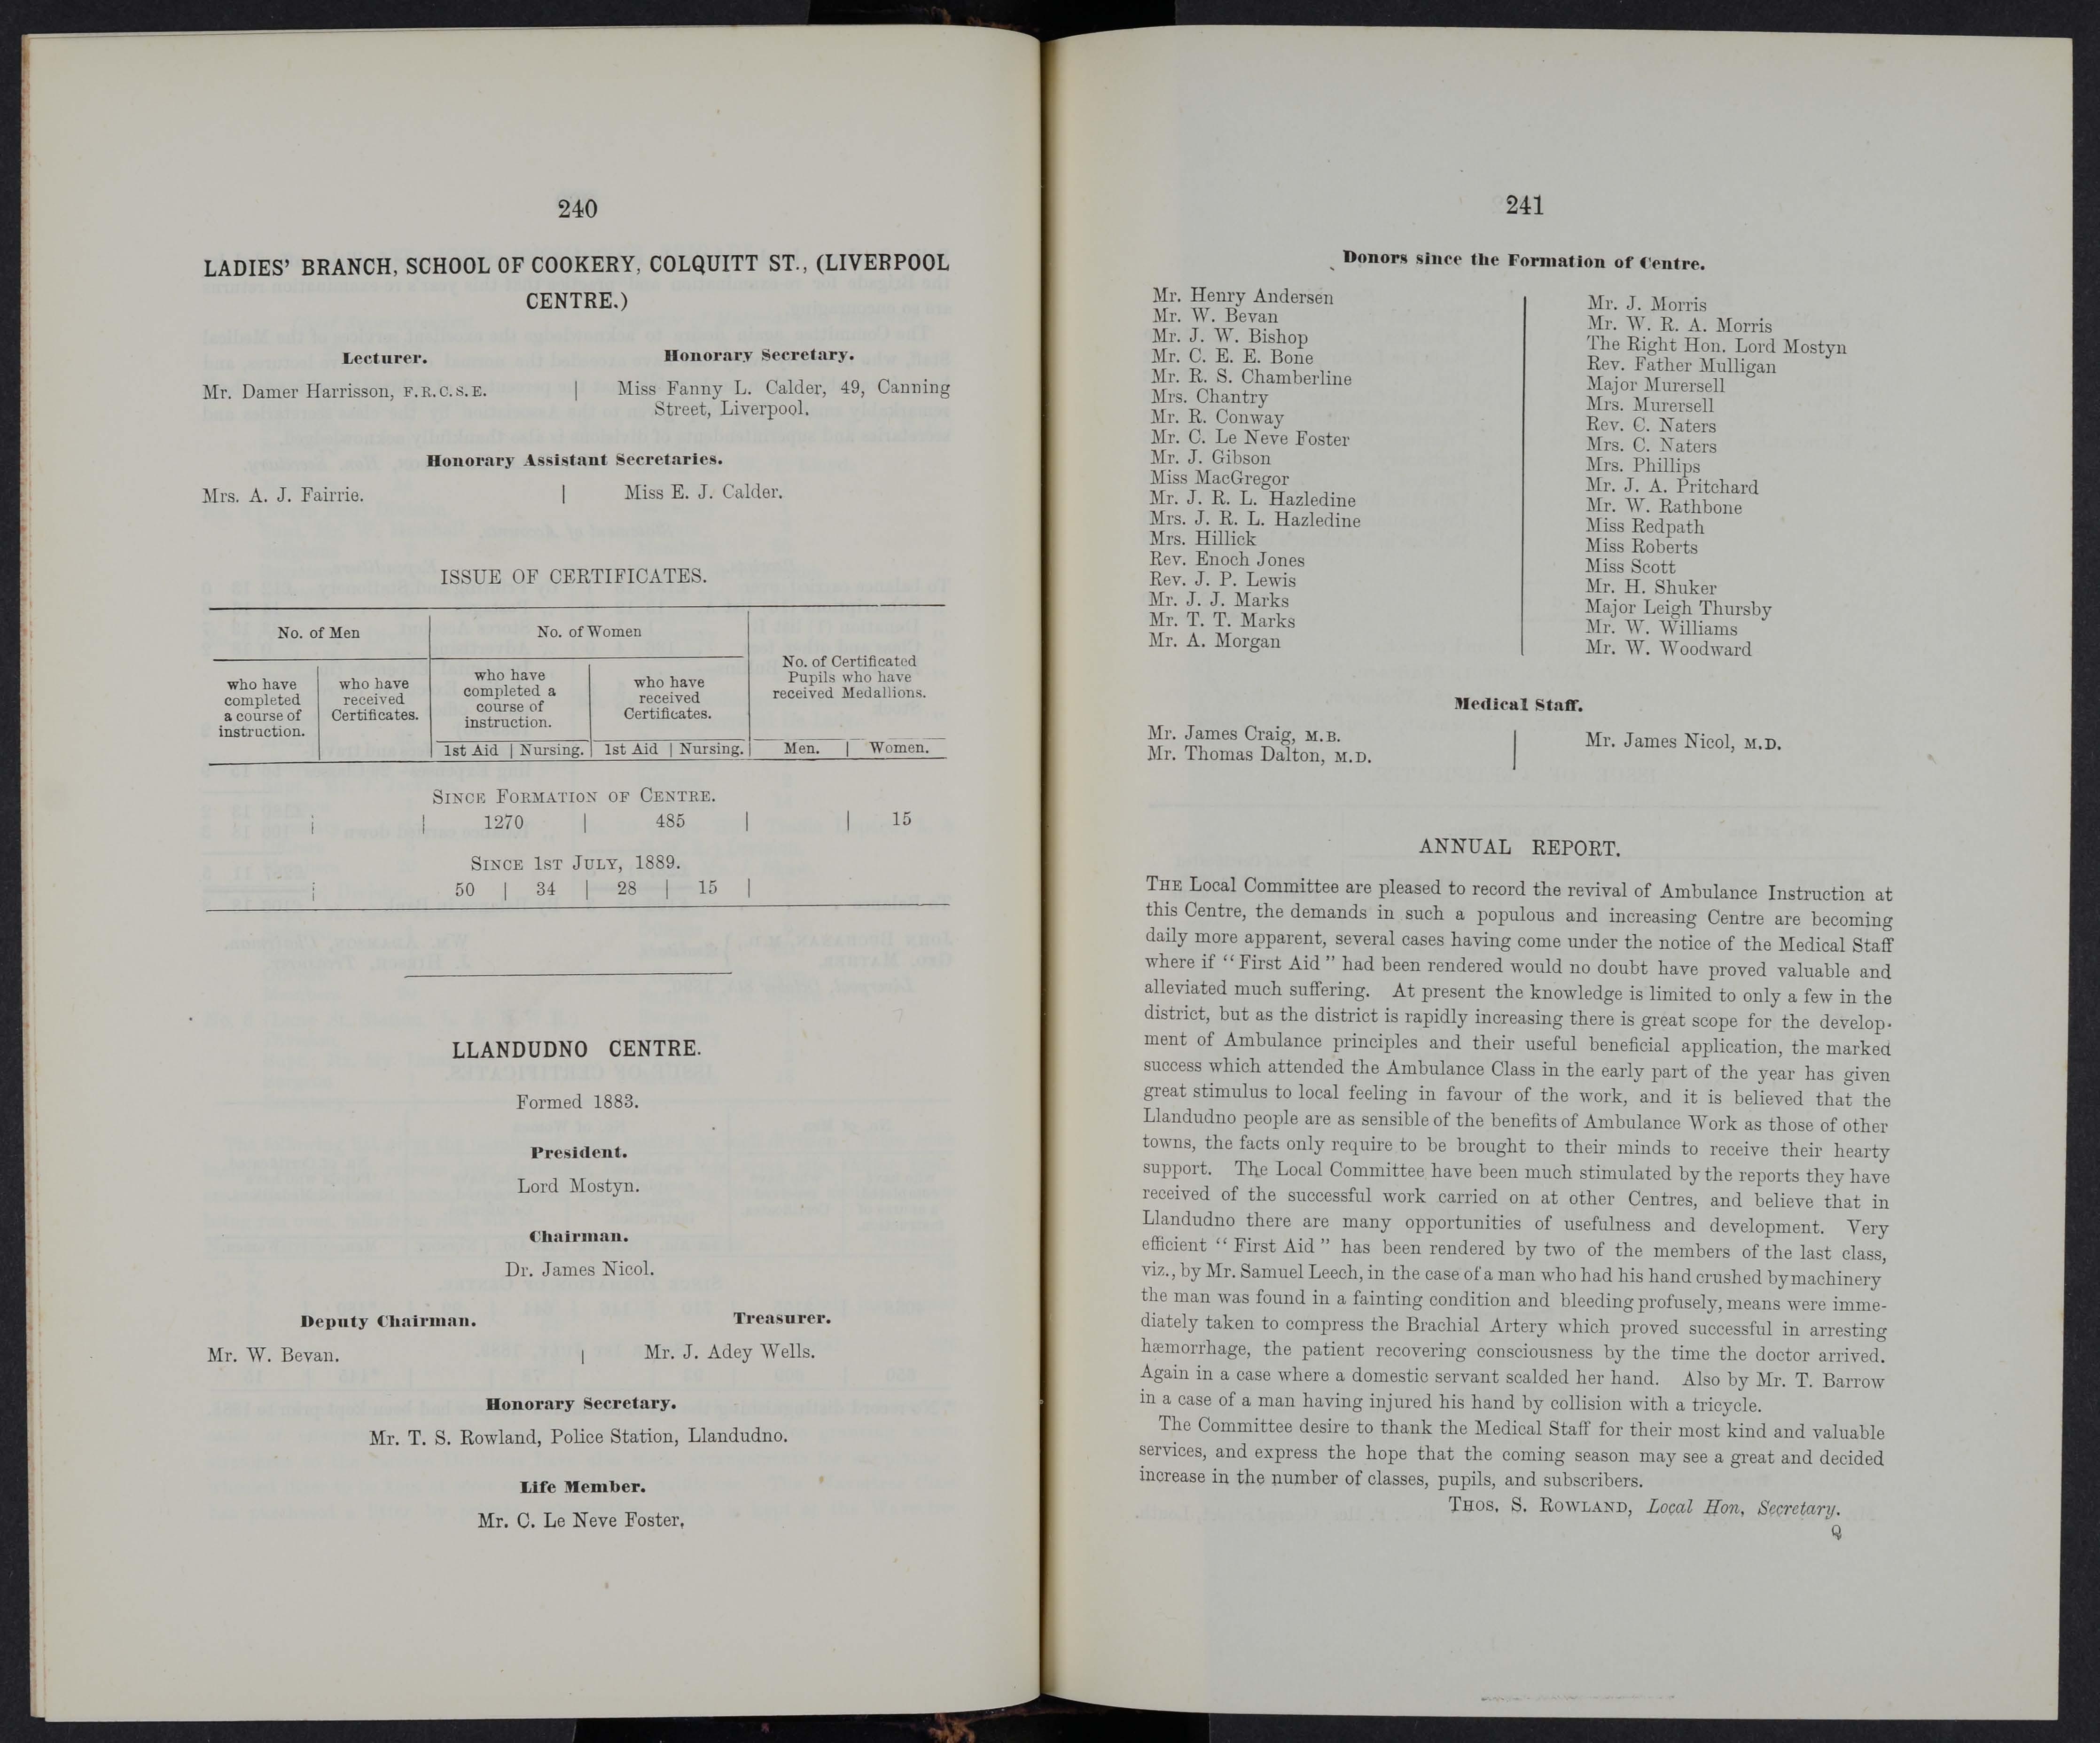 240
LADIES' BRANCH, SCHOOL OF COOKERY, COLQUITT ST., (LIVERPOOL
CENTRE.)
Lecturer.
Mr. Damer Harrisson, F.R.C.S.E.
Honorary Secretary.
Miss Fanny L. Calder, 49, Canning
Street, Liverpool.
Honorary Assistant Secretaries.
Mrs. A. J. Fairrie. | Miss E. J. Calder.
ISSUE OF CERTIFICATES.
No. of Men
who have
completed
a course of
instruction.
who have
received
Certificates.
No. of Women
who have
completed a
course of
instruction.
1st Aid | Nursing.
who have
received
Certificates.
1st Aid | Nursing.
No. of Certificated
Pupils who have
received Medallions.
Men. | Women.
SINCE FORMATION OF CENTRE.
1270 | 485 | | 15
SINCE 1ST JULY, 1889.
50 | 34 | 28 | 15 |
LLANDUDNO CENTRE.
Formed 1883.
President.
Lord Mostyn.
Chairman.
Dr. James Nicol.
Deputy Chairman.
Mr. W. Bevan.
Treasurer.
Mr. J. Adey Wells.
Honorary Secretary.
Mr. T. S. Rowland, Police Station, Llandudno.
Life Member.
Mr. C. Le Neve Foster.
241
Donors since the Formation of Centre.
Mr. Henry Andersen
Mr. W. Bevan
Mr. J. W. Bishop
Mr. C. E. E. Bone
Mr. R. S. Chamberline
Mrs. Chantry
Mr. R. Conway
Mr. C. Le Neve Foster
Mr. J. Gibson
Miss MacGregor
Mr. J. R. L. Hazledine
Mrs. J. R. L. Hazledine
Mrs. Hillick
Rev. Enoch Jones
Rev. J. P. Lewis
Mr. J. J. Marks
Mr. T. T. Marks
Mr. A. Morgan
Mr. J. Morris
Mr. W. R. A. Morris
The Right Hon. Lord Mostyn
Rev. Father Mulligan
Major Murersell
Mrs. Murersell
Rev. C. Naters
Mrs. C. Naters
Mrs. Phillips
Mr. J. A. Pritchard
Mr. W. Rathbone
Miss Redpath
Miss Roberts
Miss Scott
Mr. H. Shuker
Major Leigh Thursby
Mr. W. Williams
Mr. W. Woodward
Medical Staff.
Mr. James Craig, M.B.
Mr. Thomas Dalton, M.D.
Mr. James Nicol, M.D.
ANNUAL REPORT.
THE Local Committee are pleased to record the revival of Ambulance Instruction at
this Centre, the demands in such a populous and increasing Centre are becoming
daily more apparent, several cases having come under the notice of the Medical Staff
where if "First Aid" had been rendered would no doubt have proved valuable and
alleviated much suffering. At present the knowledge is limited to only a few in the
district, but as the district is rapidly increasing there is great scope for the develop-
ment of Ambulance principles and their useful beneficial application, the marked
success which attended the Ambulance Class in the early part of the year has given
great stimulus to local feeling in favour of the work, and it is believed that the
Llandudno people are as sensible of the benefits of Ambulance Work as those of other
towns, the facts only require to be brought to their minds to receive their hearty
support. The Local Committee have been much stimulated by the reports they have
received of the successful work carried on at other Centres, and believe that in
Llandudno there are many opportunities of usefulness and development. Very
efficient "First Aid" has been rendered by two of the members of the last class,
viz., by Mr. Samuel Leech, in the case of a man who had his hand crushed by machinery
the man was found in a fainting condition and bleeding profusely, means were imme-
diately taken to compress the Brachial Artery which proved successful in arresting
hæmorrhage, the patient recovering consciousness by the time the doctor arrived.
Again in a case where a domestic servant scalded her hand. Also by Mr. T. Barrow
in a case of a man having injured his hand by collision with a tricycle.
The Committee desire to thank the Medical Staff for their most kind and valuable
services, and express the hope that the coming season may see a great and decided
increase in the number of classes, pupils, and subscribers.
THOS. S. ROWLAND, Local Hon. Secretary.
Q